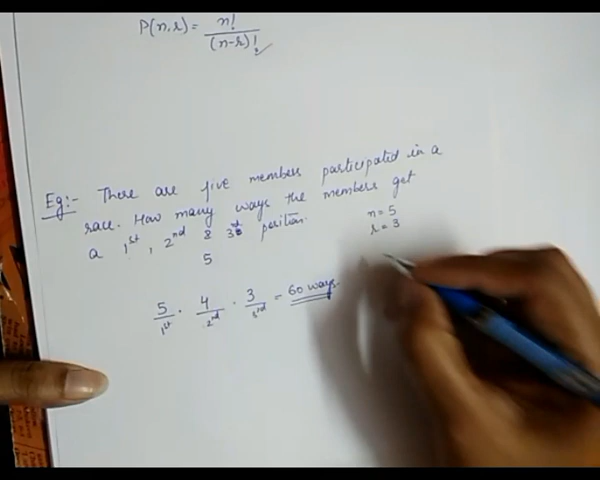 P(n,r) = n! / (n-r)!
Eg:- There are five members participated in a
race. How many ways the members get
a 1st, 2nd & 3rd position.
n = 5
r = 3
5
5/1st . 4/2nd . 3/3rd = 60 ways.